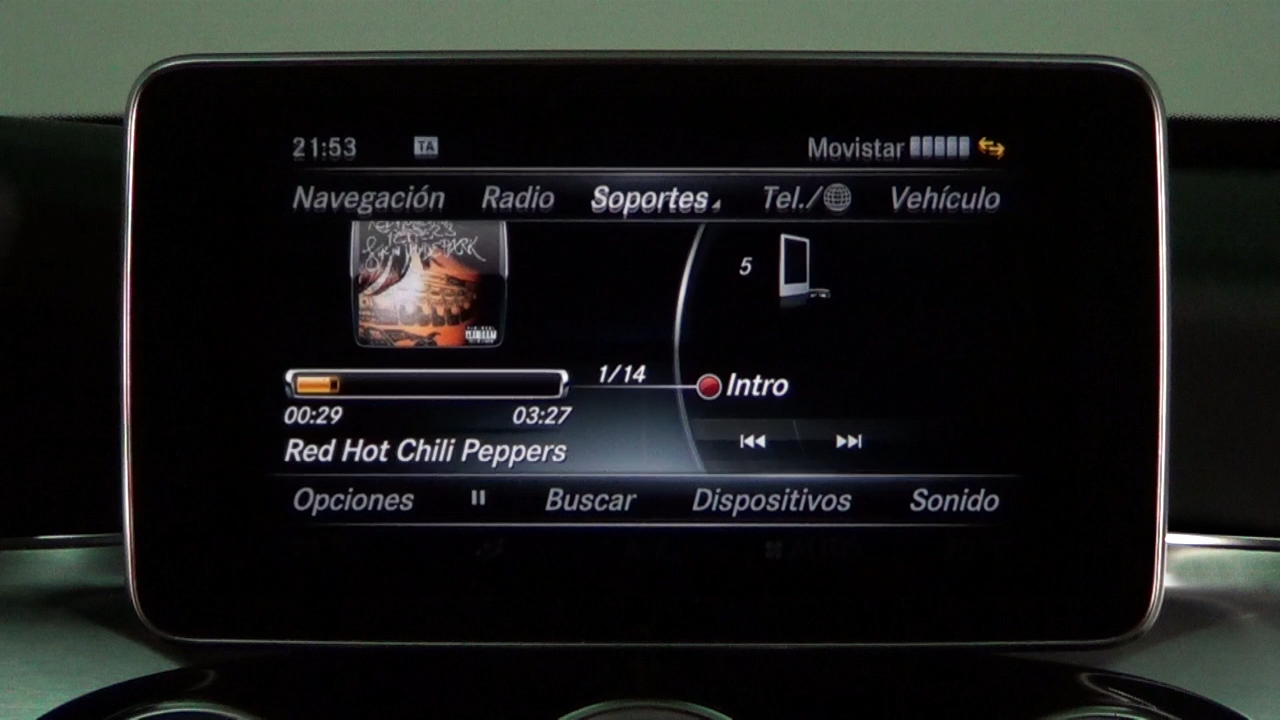 21:53 TA Movistar
Navegación Radio Soportes Tel./ Vehículo
5
1/14 Intro
00:29 03:27
Red Hot Chili Peppers
Opciones Buscar Dispositivos Sonido